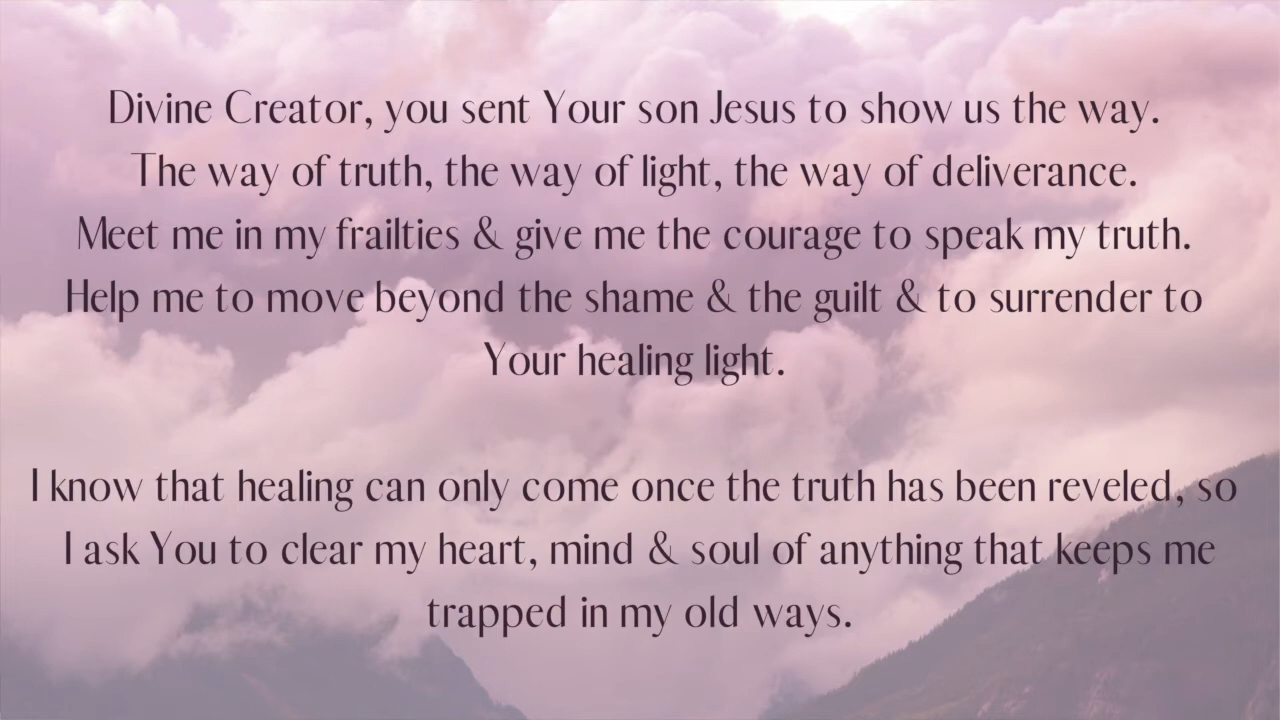 Divine Creator, you sent Your son Jesus to show us the way.
The way of truth, the way of light, the way of deliverance.
Meet me in my frailties & give me the courage to speak my truth.
Help me to move beyond the shame & the guilt & to surrender to
Your healing light.
I know that healing can only come once the truth has been reveled, so
I ask You to clear my heart, mind & soul of anything that keeps me
trapped in my old ways.